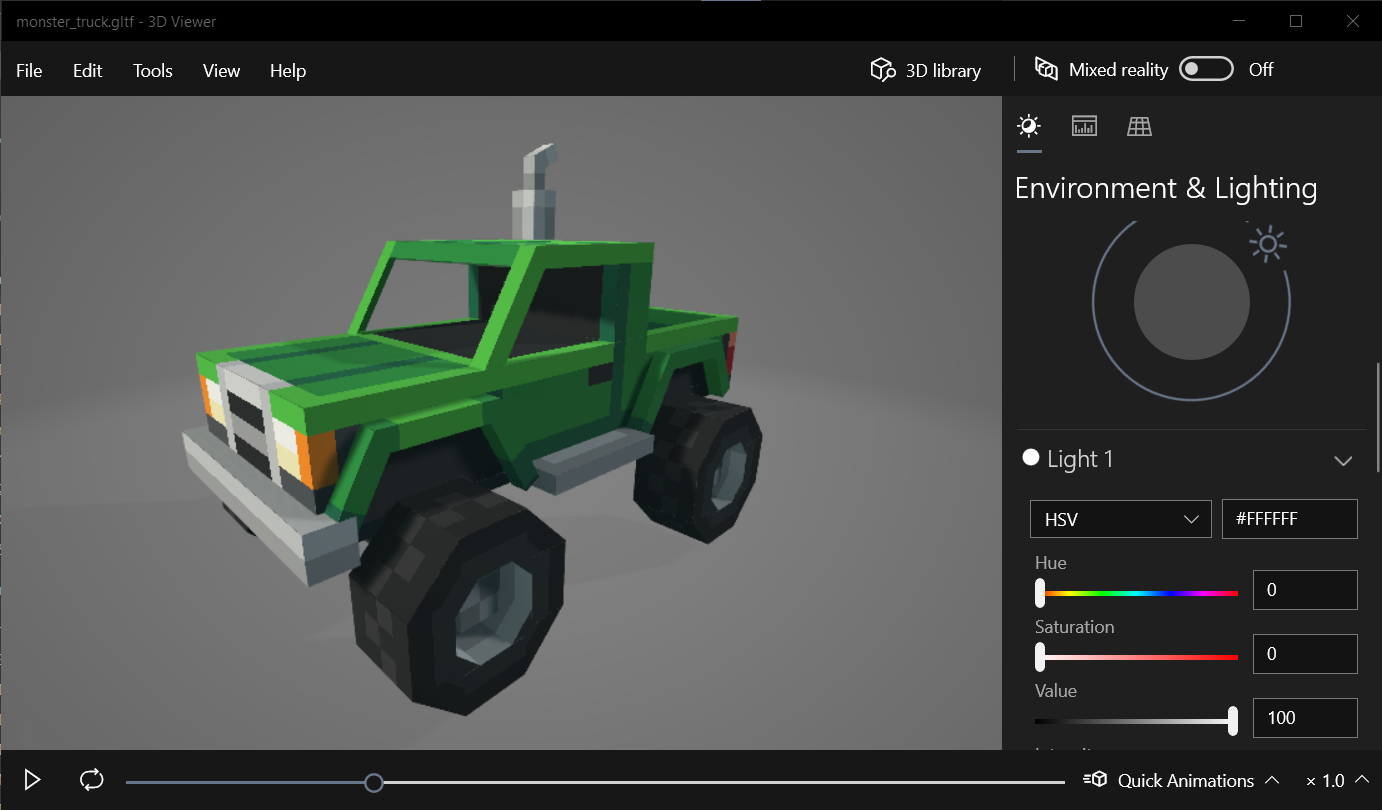 monster_truck.gltf - 3D Viewer
File Edit Tools View Help 3D library Mixed reality Off
Environment & Lighting
Light 1
HSV #FFFFFF
Hue
0
Saturation
0
Value
100
Quick Animations × 1.0